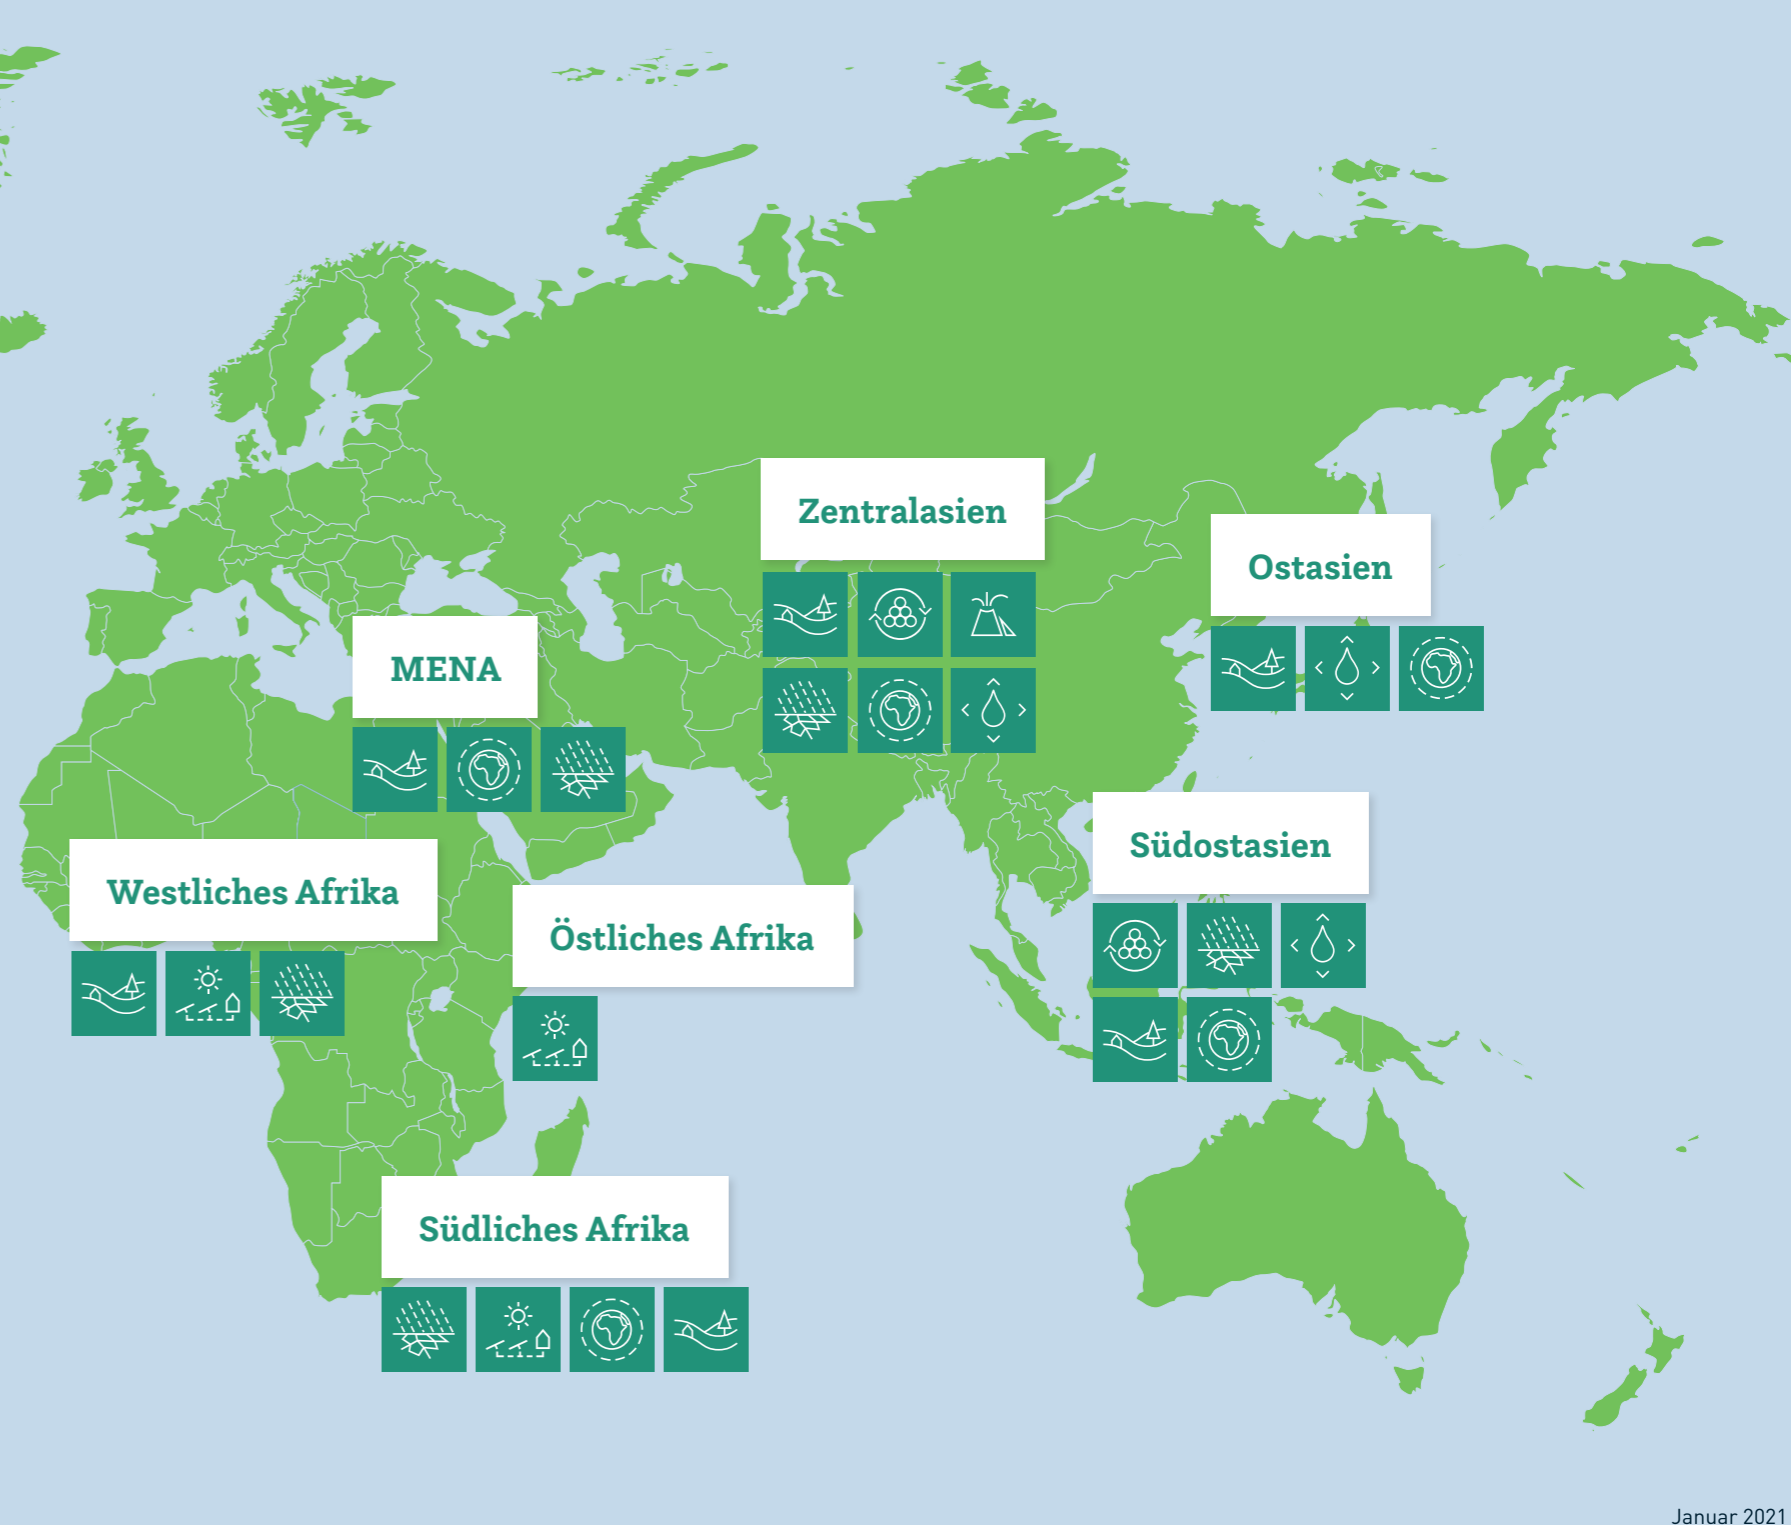 Zentralasien
Ostasien
MENA
Südostasien
Westliches Afrika
Östliches Afrika
Südliches Afrika
Januar 2021